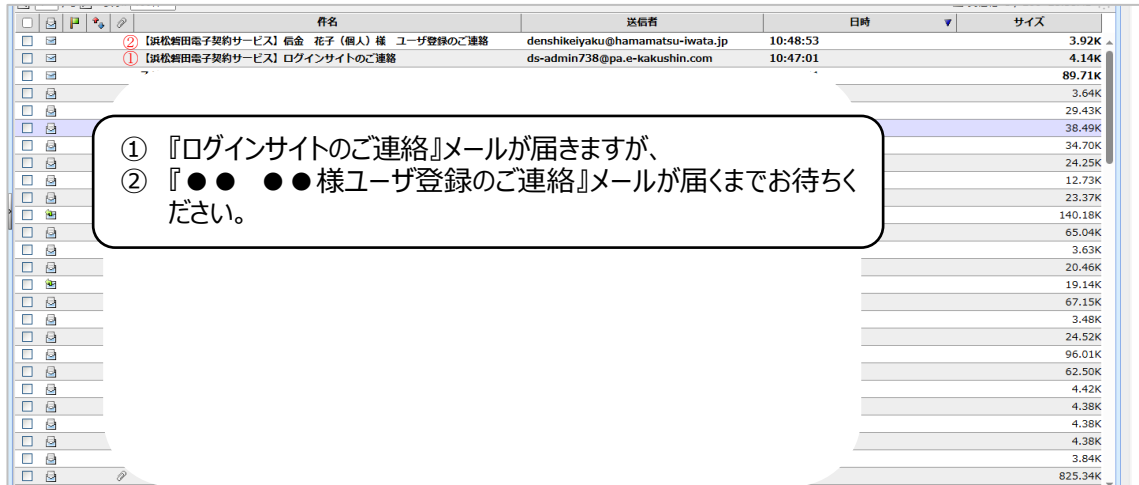 件名 送信者 日時 ▼ サイズ
② 【浜松磐田電子契約サービス】信金 花子（個人）様 ユーザ登録のご連絡 denshikeiyaku@hamamatsu-iwata.jp 10:48:53 3.92K
① 【浜松磐田電子契約サービス】ログインサイトのご連絡 ds-admin738@pa.e-kakushin.com 10:47:01 4.14K
89.71K
3.64K
29.43K
38.49K
34.70K
24.25K
12.73K
23.37K
140.18K
65.04K
3.63K
20.46K
19.14K
67.15K
3.48K
24.52K
96.01K
62.50K
4.42K
4.38K
4.38K
4.38K
3.84K
825.34K
① 『ログインサイトのご連絡』メールが届きますが、
② 『●● ●●様ユーザ登録のご連絡』メールが届くまでお待ちく
ださい。